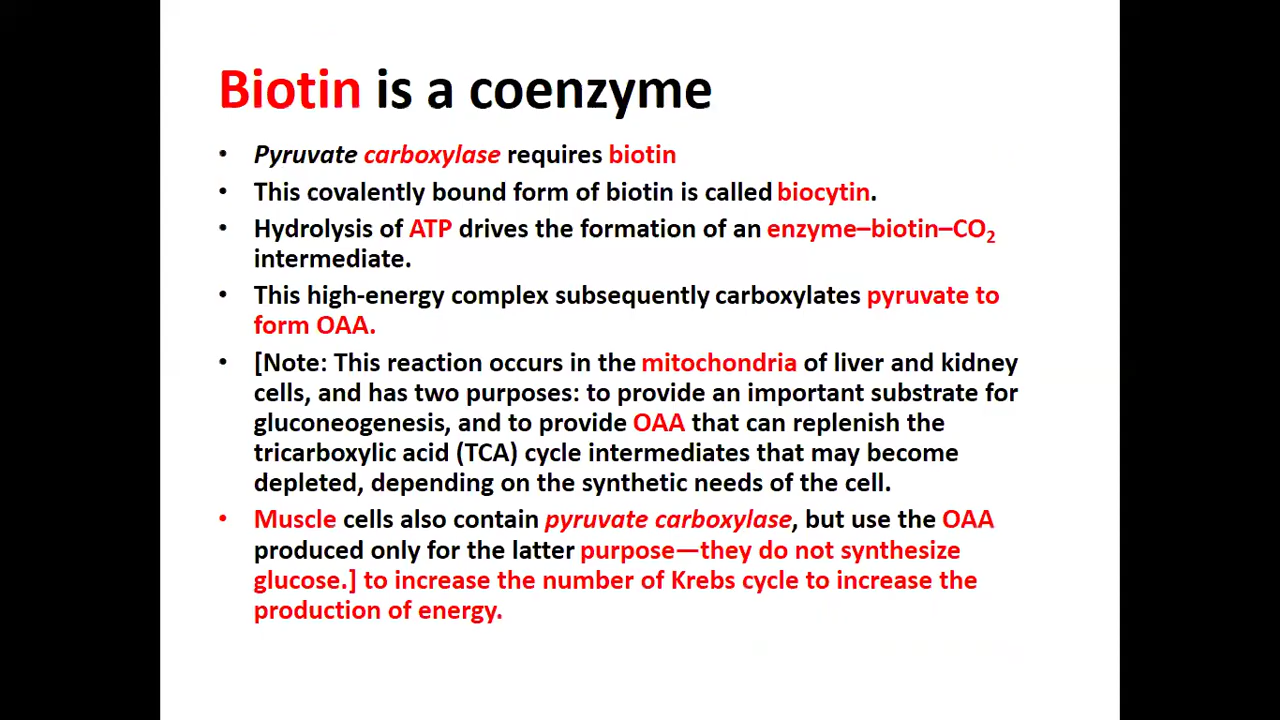 Biotin is a coenzyme
• Pyruvate carboxylase requires biotin
• This covalently bound form of biotin is called biocytin.
• Hydrolysis of ATP drives the formation of an enzyme–biotin–CO₂
intermediate.
• This high-energy complex subsequently carboxylates pyruvate to
form OAA.
• [Note: This reaction occurs in the mitochondria of liver and kidney
cells, and has two purposes: to provide an important substrate for
gluconeogenesis, and to provide OAA that can replenish the
tricarboxylic acid (TCA) cycle intermediates that may become
depleted, depending on the synthetic needs of the cell.
• Muscle cells also contain pyruvate carboxylase, but use the OAA
produced only for the latter purpose—they do not synthesize
glucose.] to increase the number of Krebs cycle to increase the
production of energy.